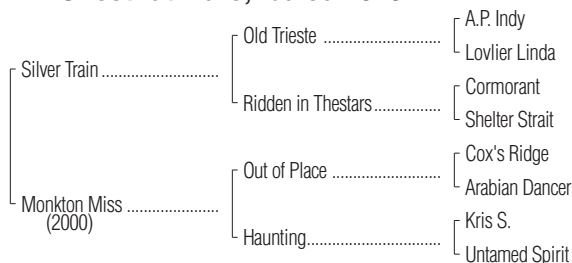 A.P. Indy
Old Trieste
Lovlier Linda
Silver Train
Cormorant
Ridden in Thestars
Shelter Strait
Cox's Ridge
Out of Place
Arabian Dancer
Monkton Miss
(2000)
Kris S.
Haunting
Untamed Spirit